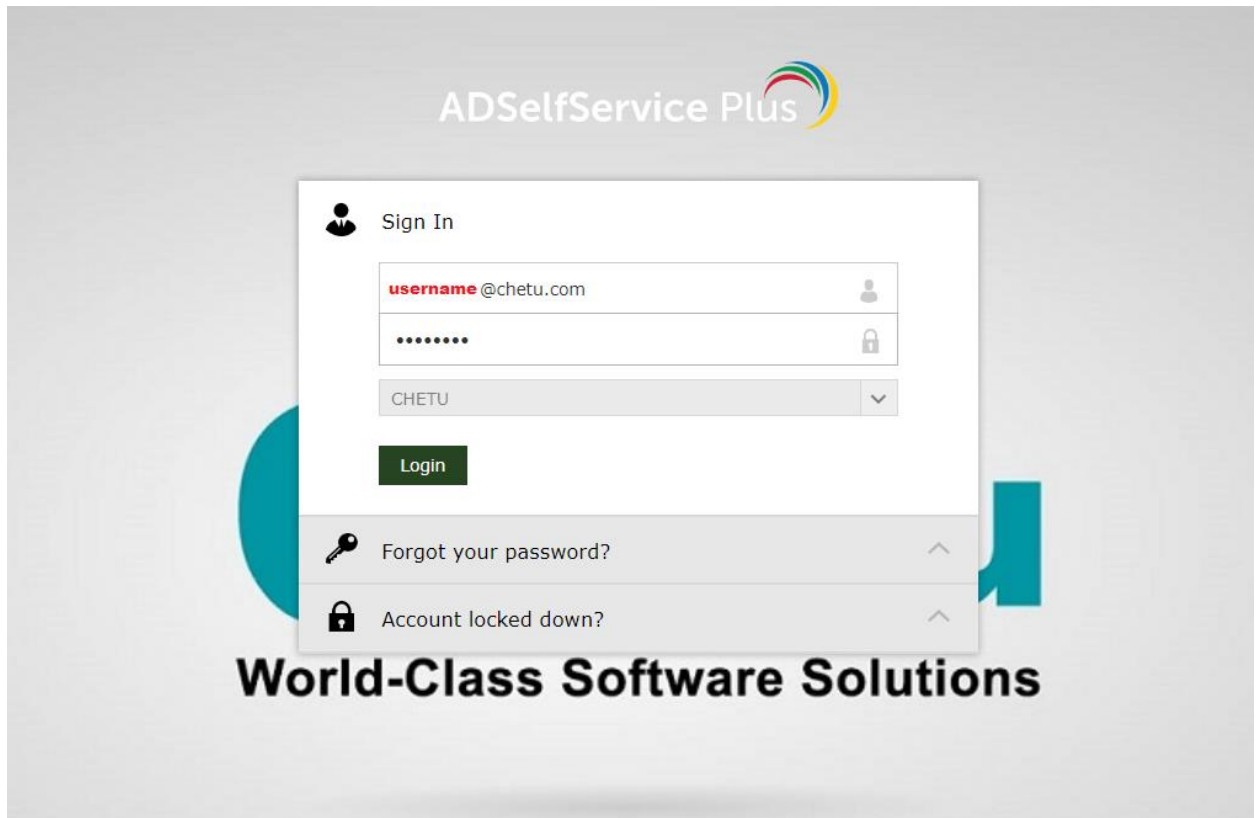 ADSelfService Plus
Sign In
username@chetu.com
••••••••
CHETU
Login
Forgot your password?
Account locked down?
World-Class Software Solutions